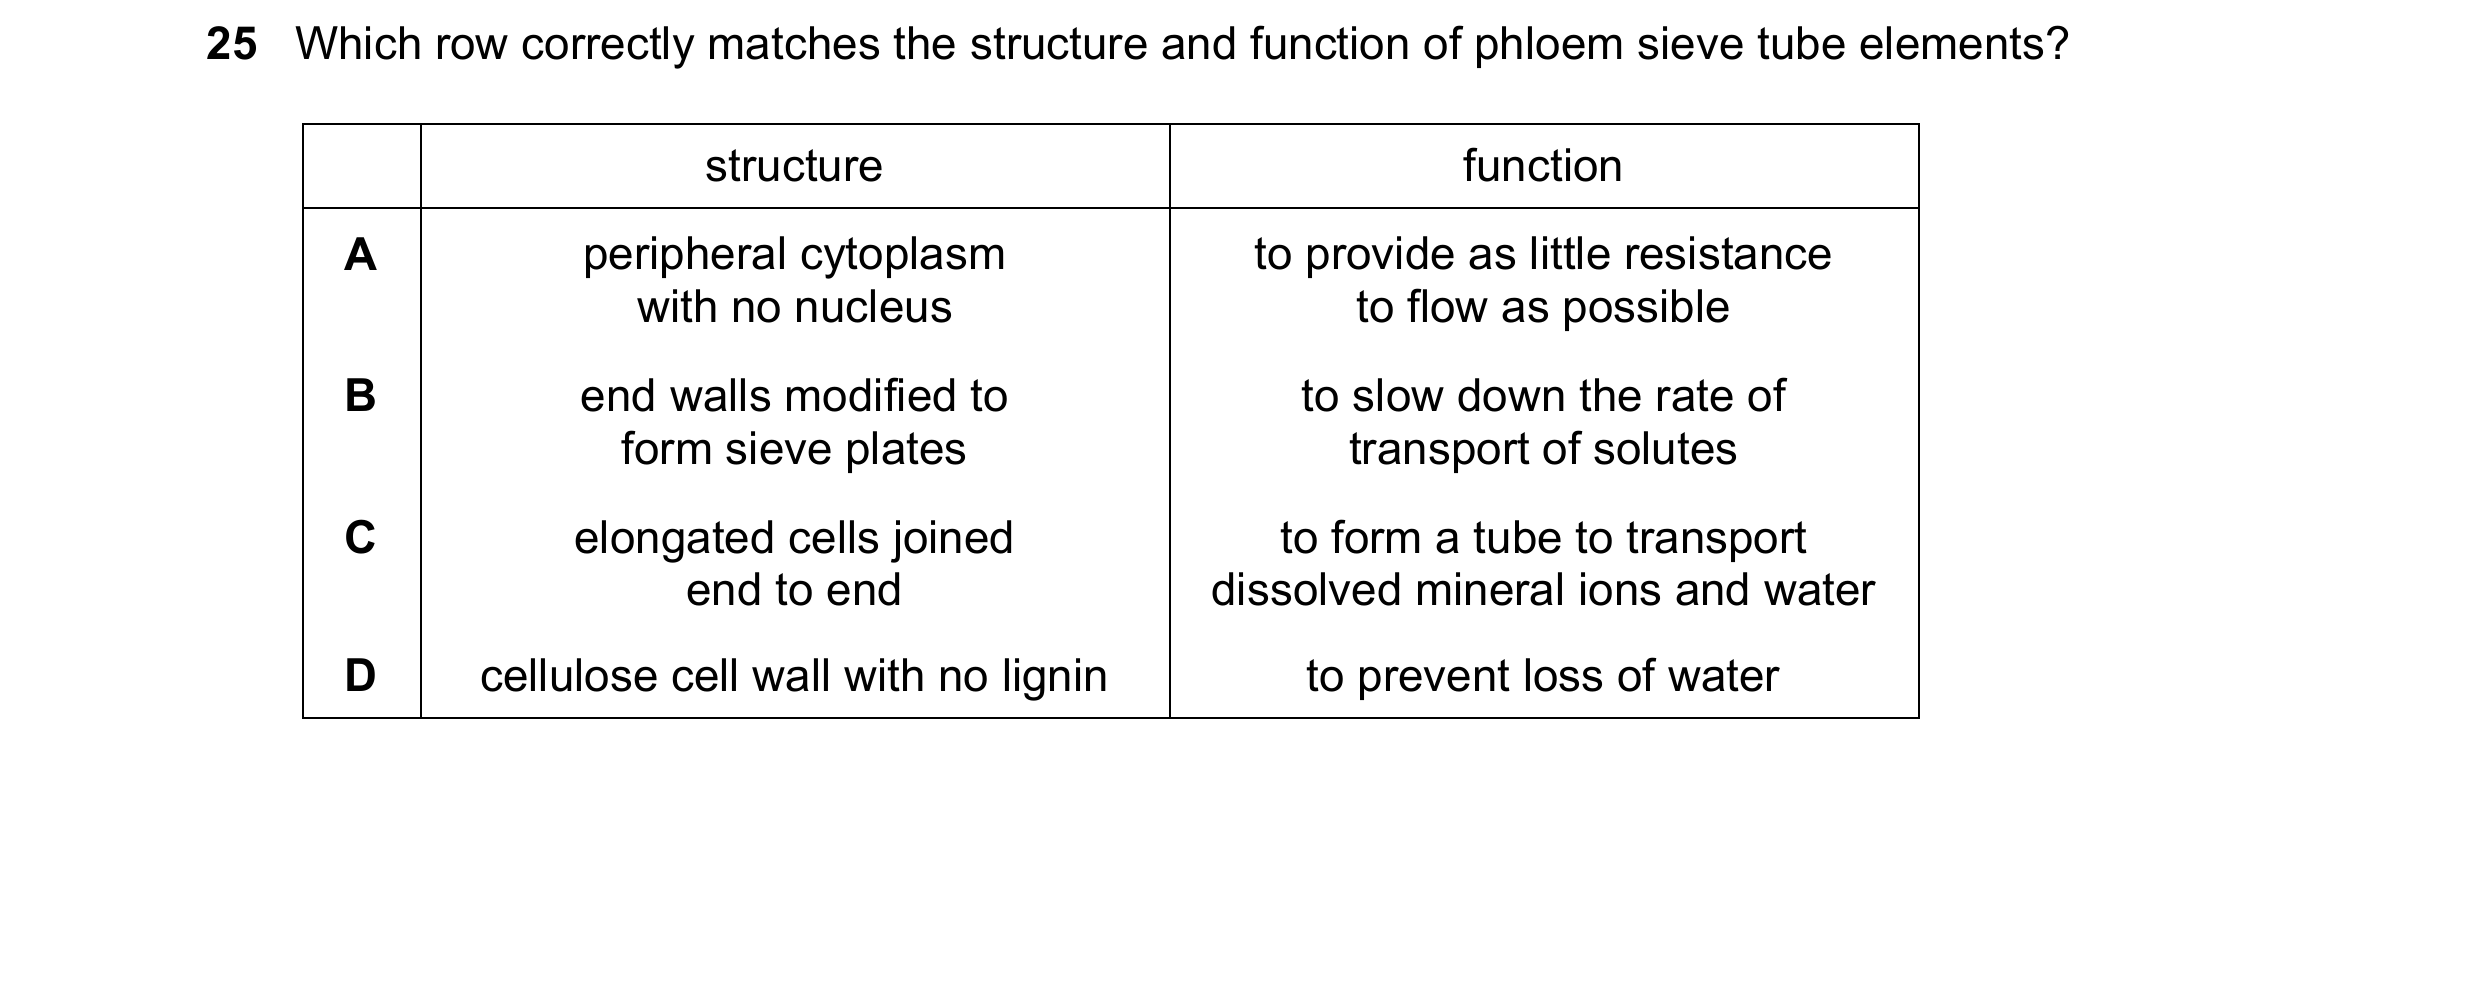 25 Which row correctly matches the structure and function of phloem sieve tube elements?
structure function
A peripheral cytoplasm to provide as little resistance
with no nucleus to flow as possible
B end walls modified to to slow down the rate of
form sieve plates transport of solutes
C elongated cells joined to form a tube to transport
end to end dissolved mineral ions and water
D cellulose cell wall with no lignin to prevent loss of water